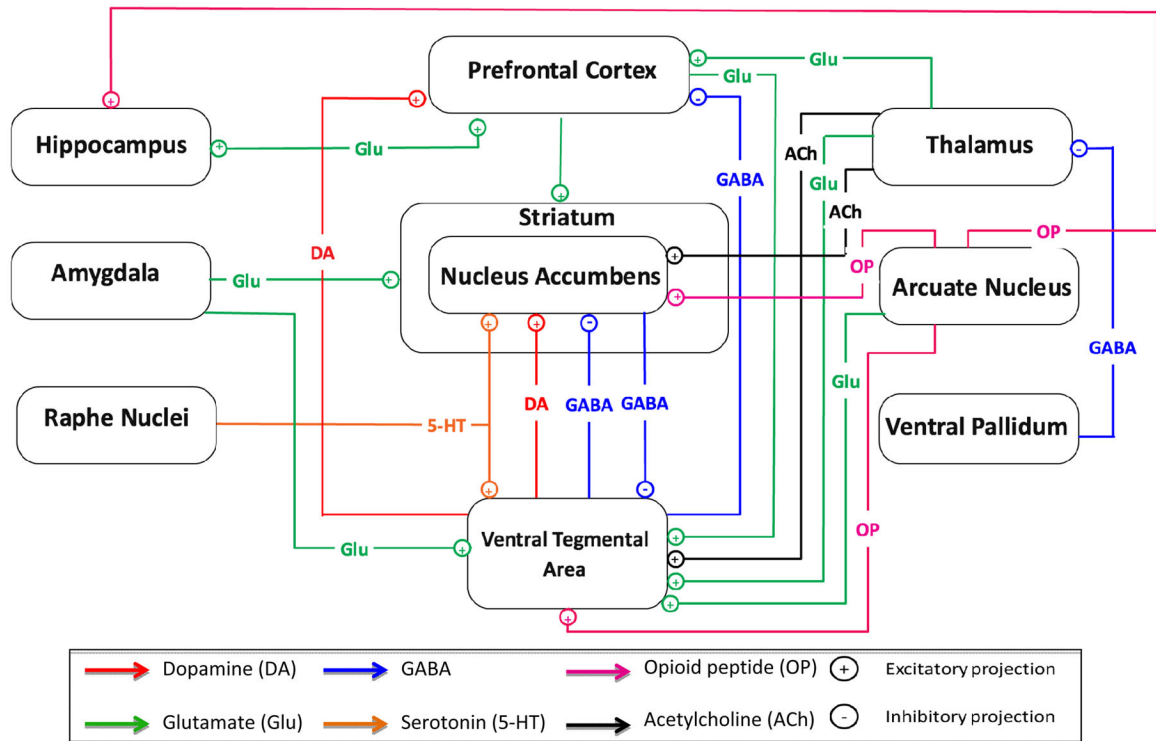 Prefrontal Cortex
Glu
Glu
Hippocampus
Glu
Thalamus
ACh
Glu
GABA
ACh
Striatum
DA
OP
OP
Amygdala
Glu
Nucleus Accumbens
Arcuate Nucleus
GABA
Glu
Raphe Nuclei
5-HT
DA
GABA
GABA
Ventral Pallidum
OP
Glu
Ventral Tegmental
Area
Dopamine (DA)
GABA
Opioid peptide (OP)
+ Excitatory projection
Glutamate (Glu)
Serotonin (5-HT)
Acetylcholine (ACh)
- Inhibitory projection